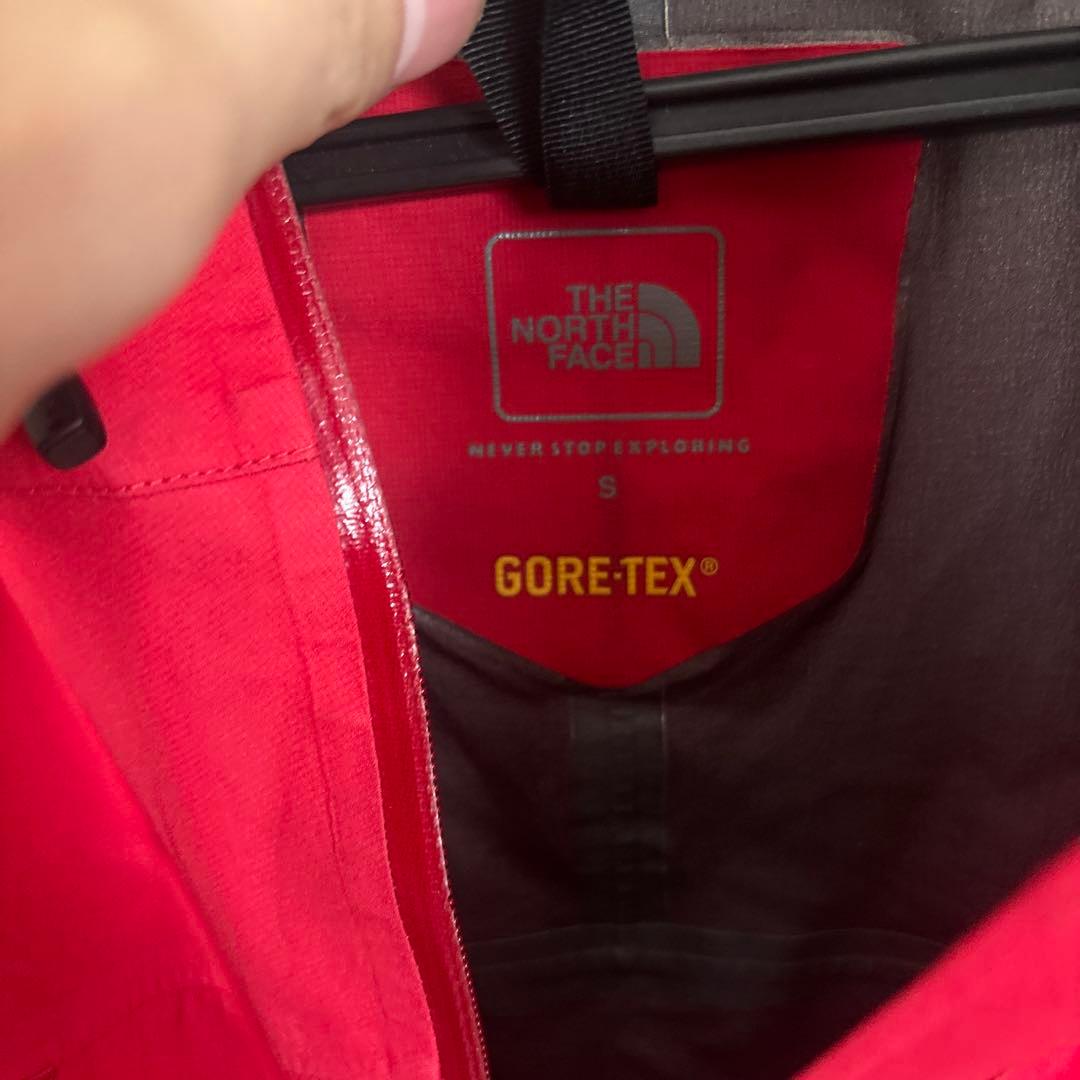 THE
NORTH
FACE
NEVER STOP EXPLORING
S
GORE-TEX®